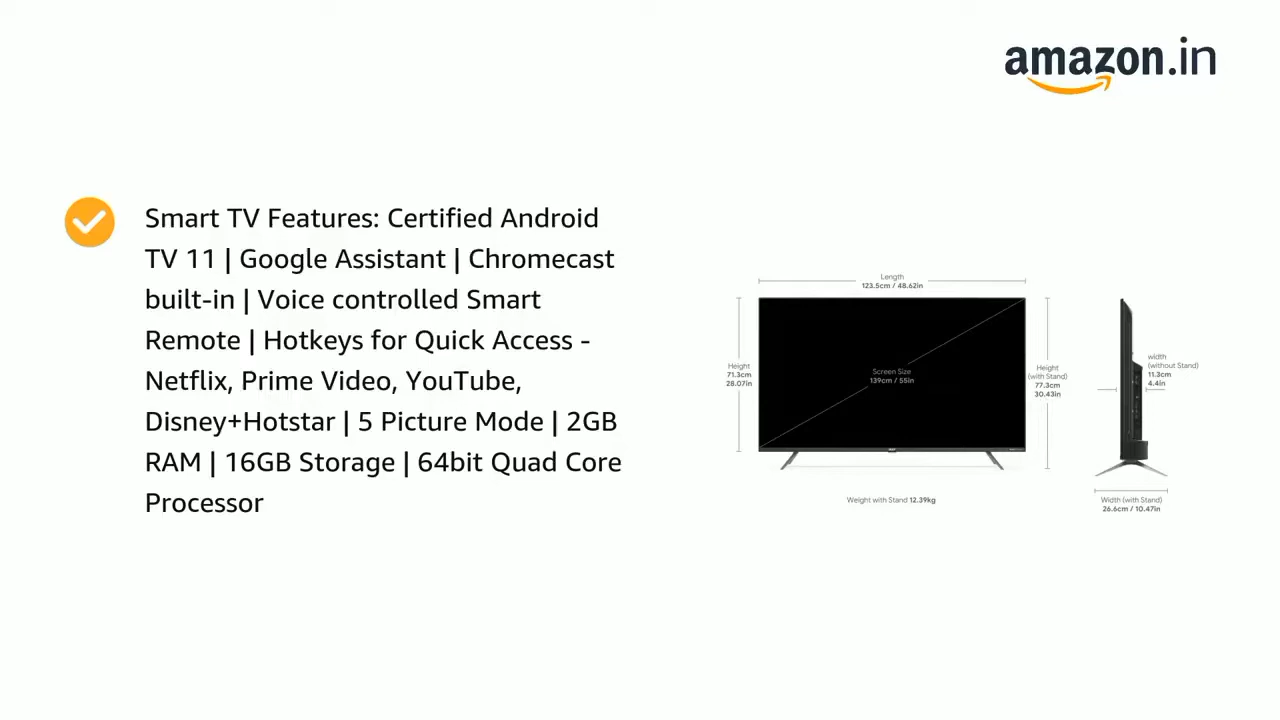 amazon.in
Smart TV Features: Certified Android
TV 11 | Google Assistant | Chromecast
built-in | Voice controlled Smart
Remote | Hotkeys for Quick Access -
Netflix, Prime Video, YouTube,
Disney+Hotstar | 5 Picture Mode | 2GB
RAM | 16GB Storage | 64bit Quad Core
Processor
Length
123.5cm / 48.62in
Height
71.3cm
28.07in
Screen Size
139cm / 55in
Height
(with Stand)
77.3cm
30.43in
width
(without Stand)
11.3cm
4.4in
Weight with Stand 12.39kg
Width (with Stand)
26.6cm / 10.47in